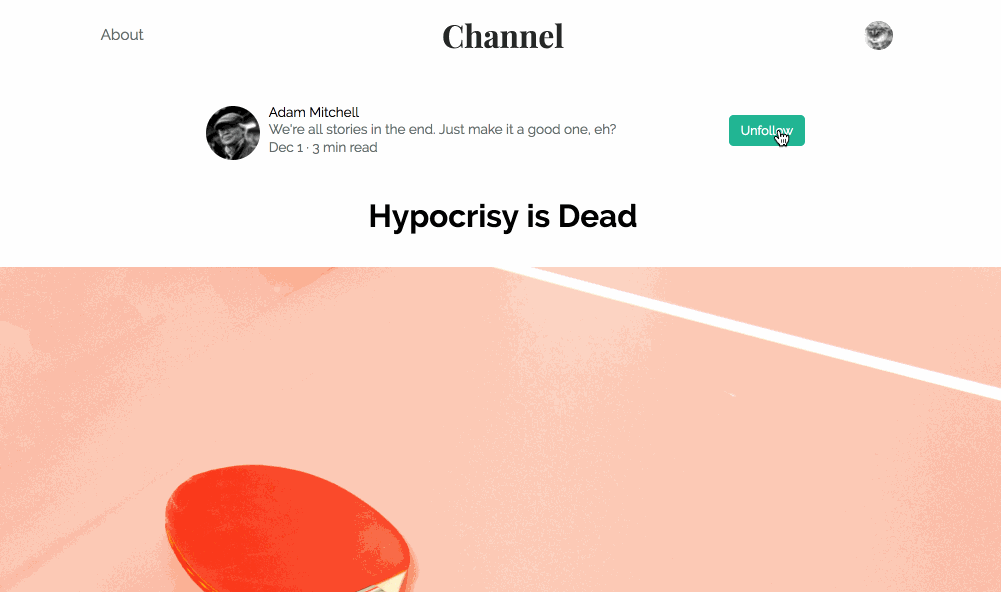 About
Channel
Adam Mitchell
We're all stories in the end. Just make it a good one, eh?
Dec 1 · 3 min read
Unfollow
Hypocrisy is Dead